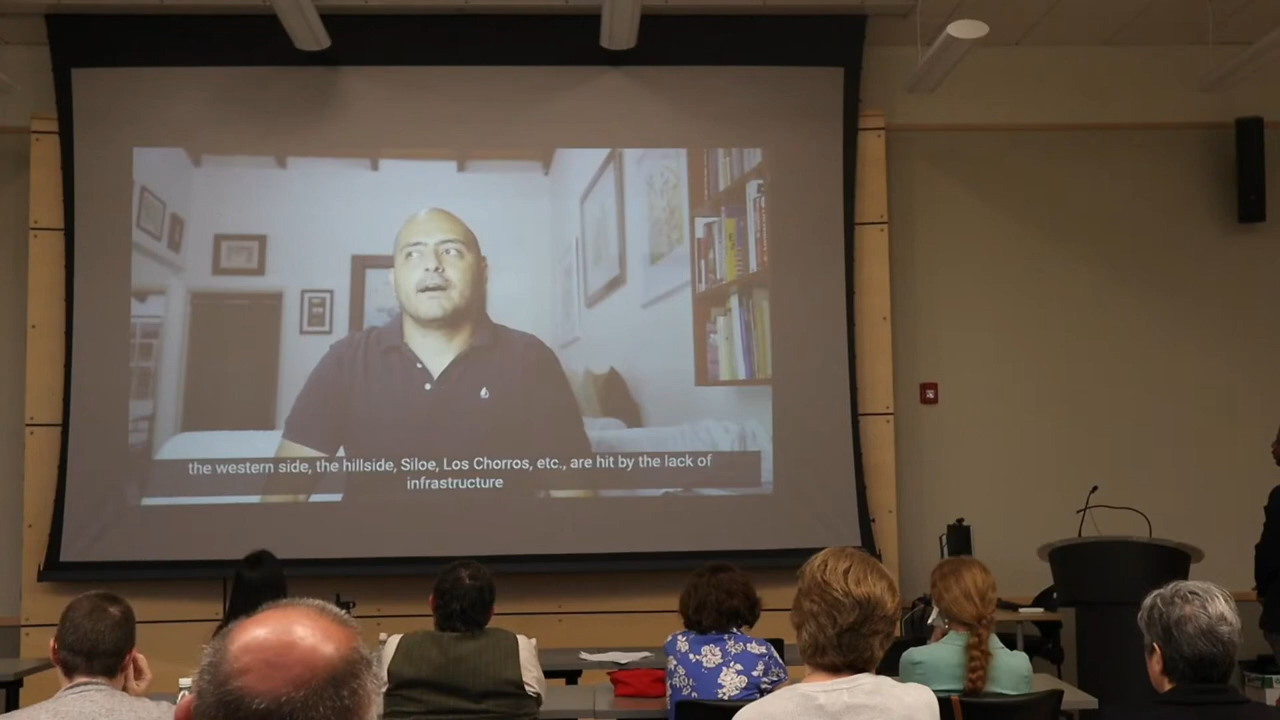 the western side, the hillside, Siloe, Los Chorros, etc., are hit by the lack of
infrastructure